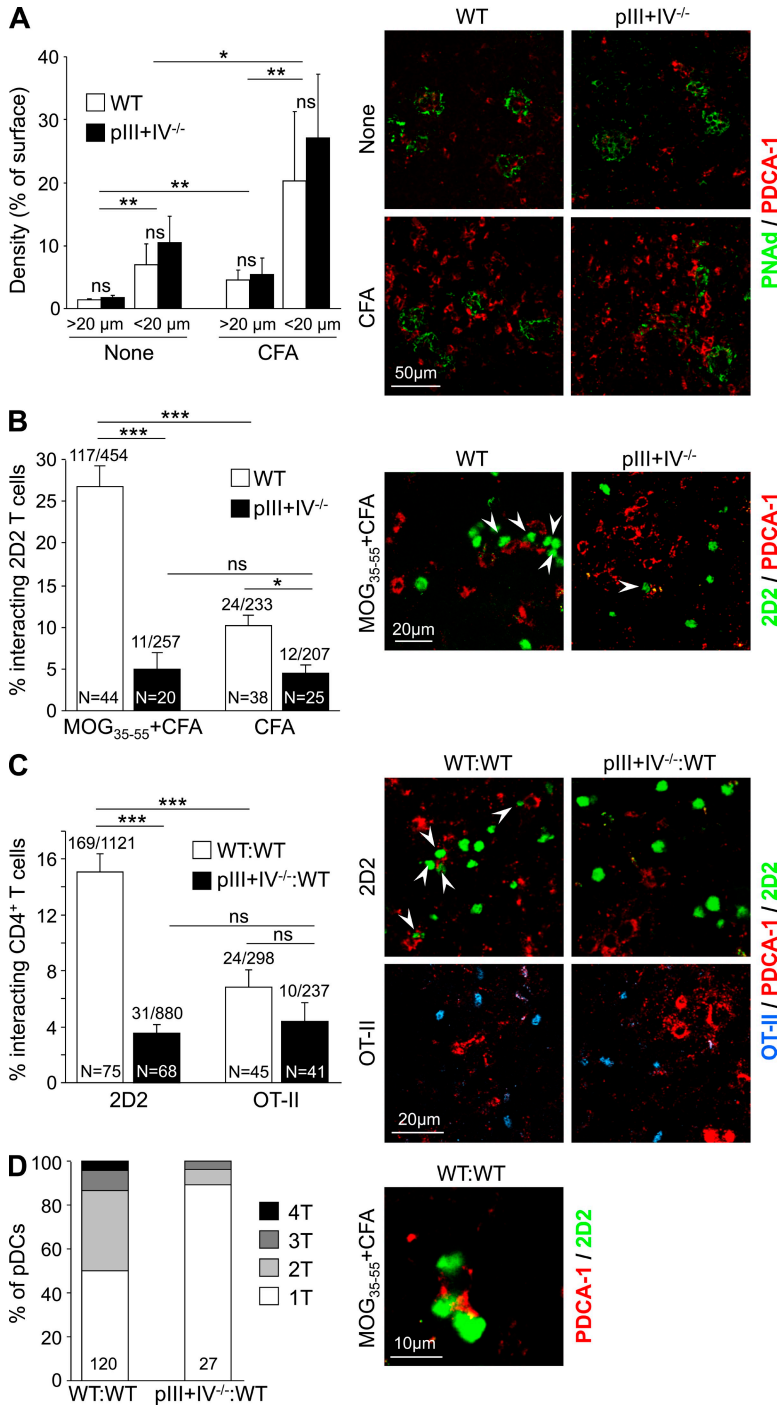 A
WT
pIII+IV-/-
Density (% of surface)
40
30
20
10
0
WT
pIII+IV-/-
*
**
ns
**
**
ns
ns
ns
>20 µm
<20 µm
>20 µm
<20 µm
None
CFA
None
CFA
50µm
PNAd / PDCA-1
B
% interacting 2D2 T cells
30
25
20
15
10
5
0
***
***
117/454
WT
pIII+IV-/-
ns
*
24/233
11/257
12/207
N=44
N=20
N=38
N=25
MOG35-55+CFA
CFA
WT
pIII+IV-/-
MOG35-55+CFA
20µm
2D2 / PDCA-1
C
% interacting CD4+ T cells
16
12
8
4
0
***
***
169/1121
WT:WT
pIII+IV-/-:WT
ns
ns
24/298
31/880
10/237
N=75
N=68
N=45
N=41
2D2
OT-II
WT:WT
pIII+IV-/-:WT
2D2
OT-II
20µm
OT-II / PDCA-1 / 2D2
D
% of pDCs
100
80
60
40
20
0
4T
3T
2T
1T
120
27
WT:WT
pIII+IV-/-:WT
WT:WT
MOG35-55+CFA
10µm
PDCA-1 / 2D2